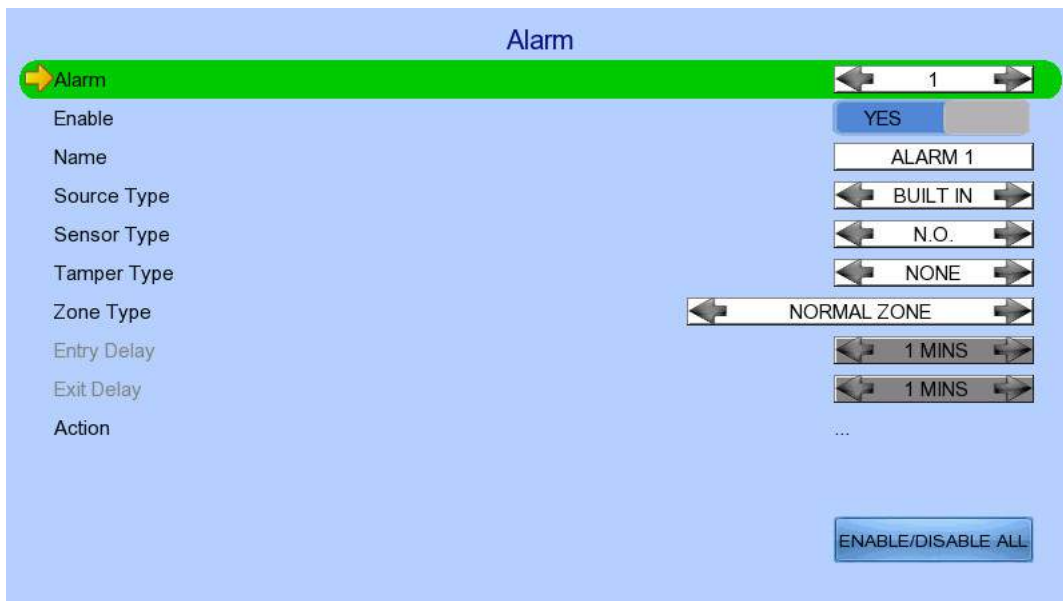 Alarm
Alarm 1
Enable YES
Name ALARM 1
Source Type BUILT IN
Sensor Type N.O.
Tamper Type NONE
Zone Type NORMAL ZONE
Entry Delay 1 MINS
Exit Delay 1 MINS
Action ...
ENABLE/DISABLE ALL